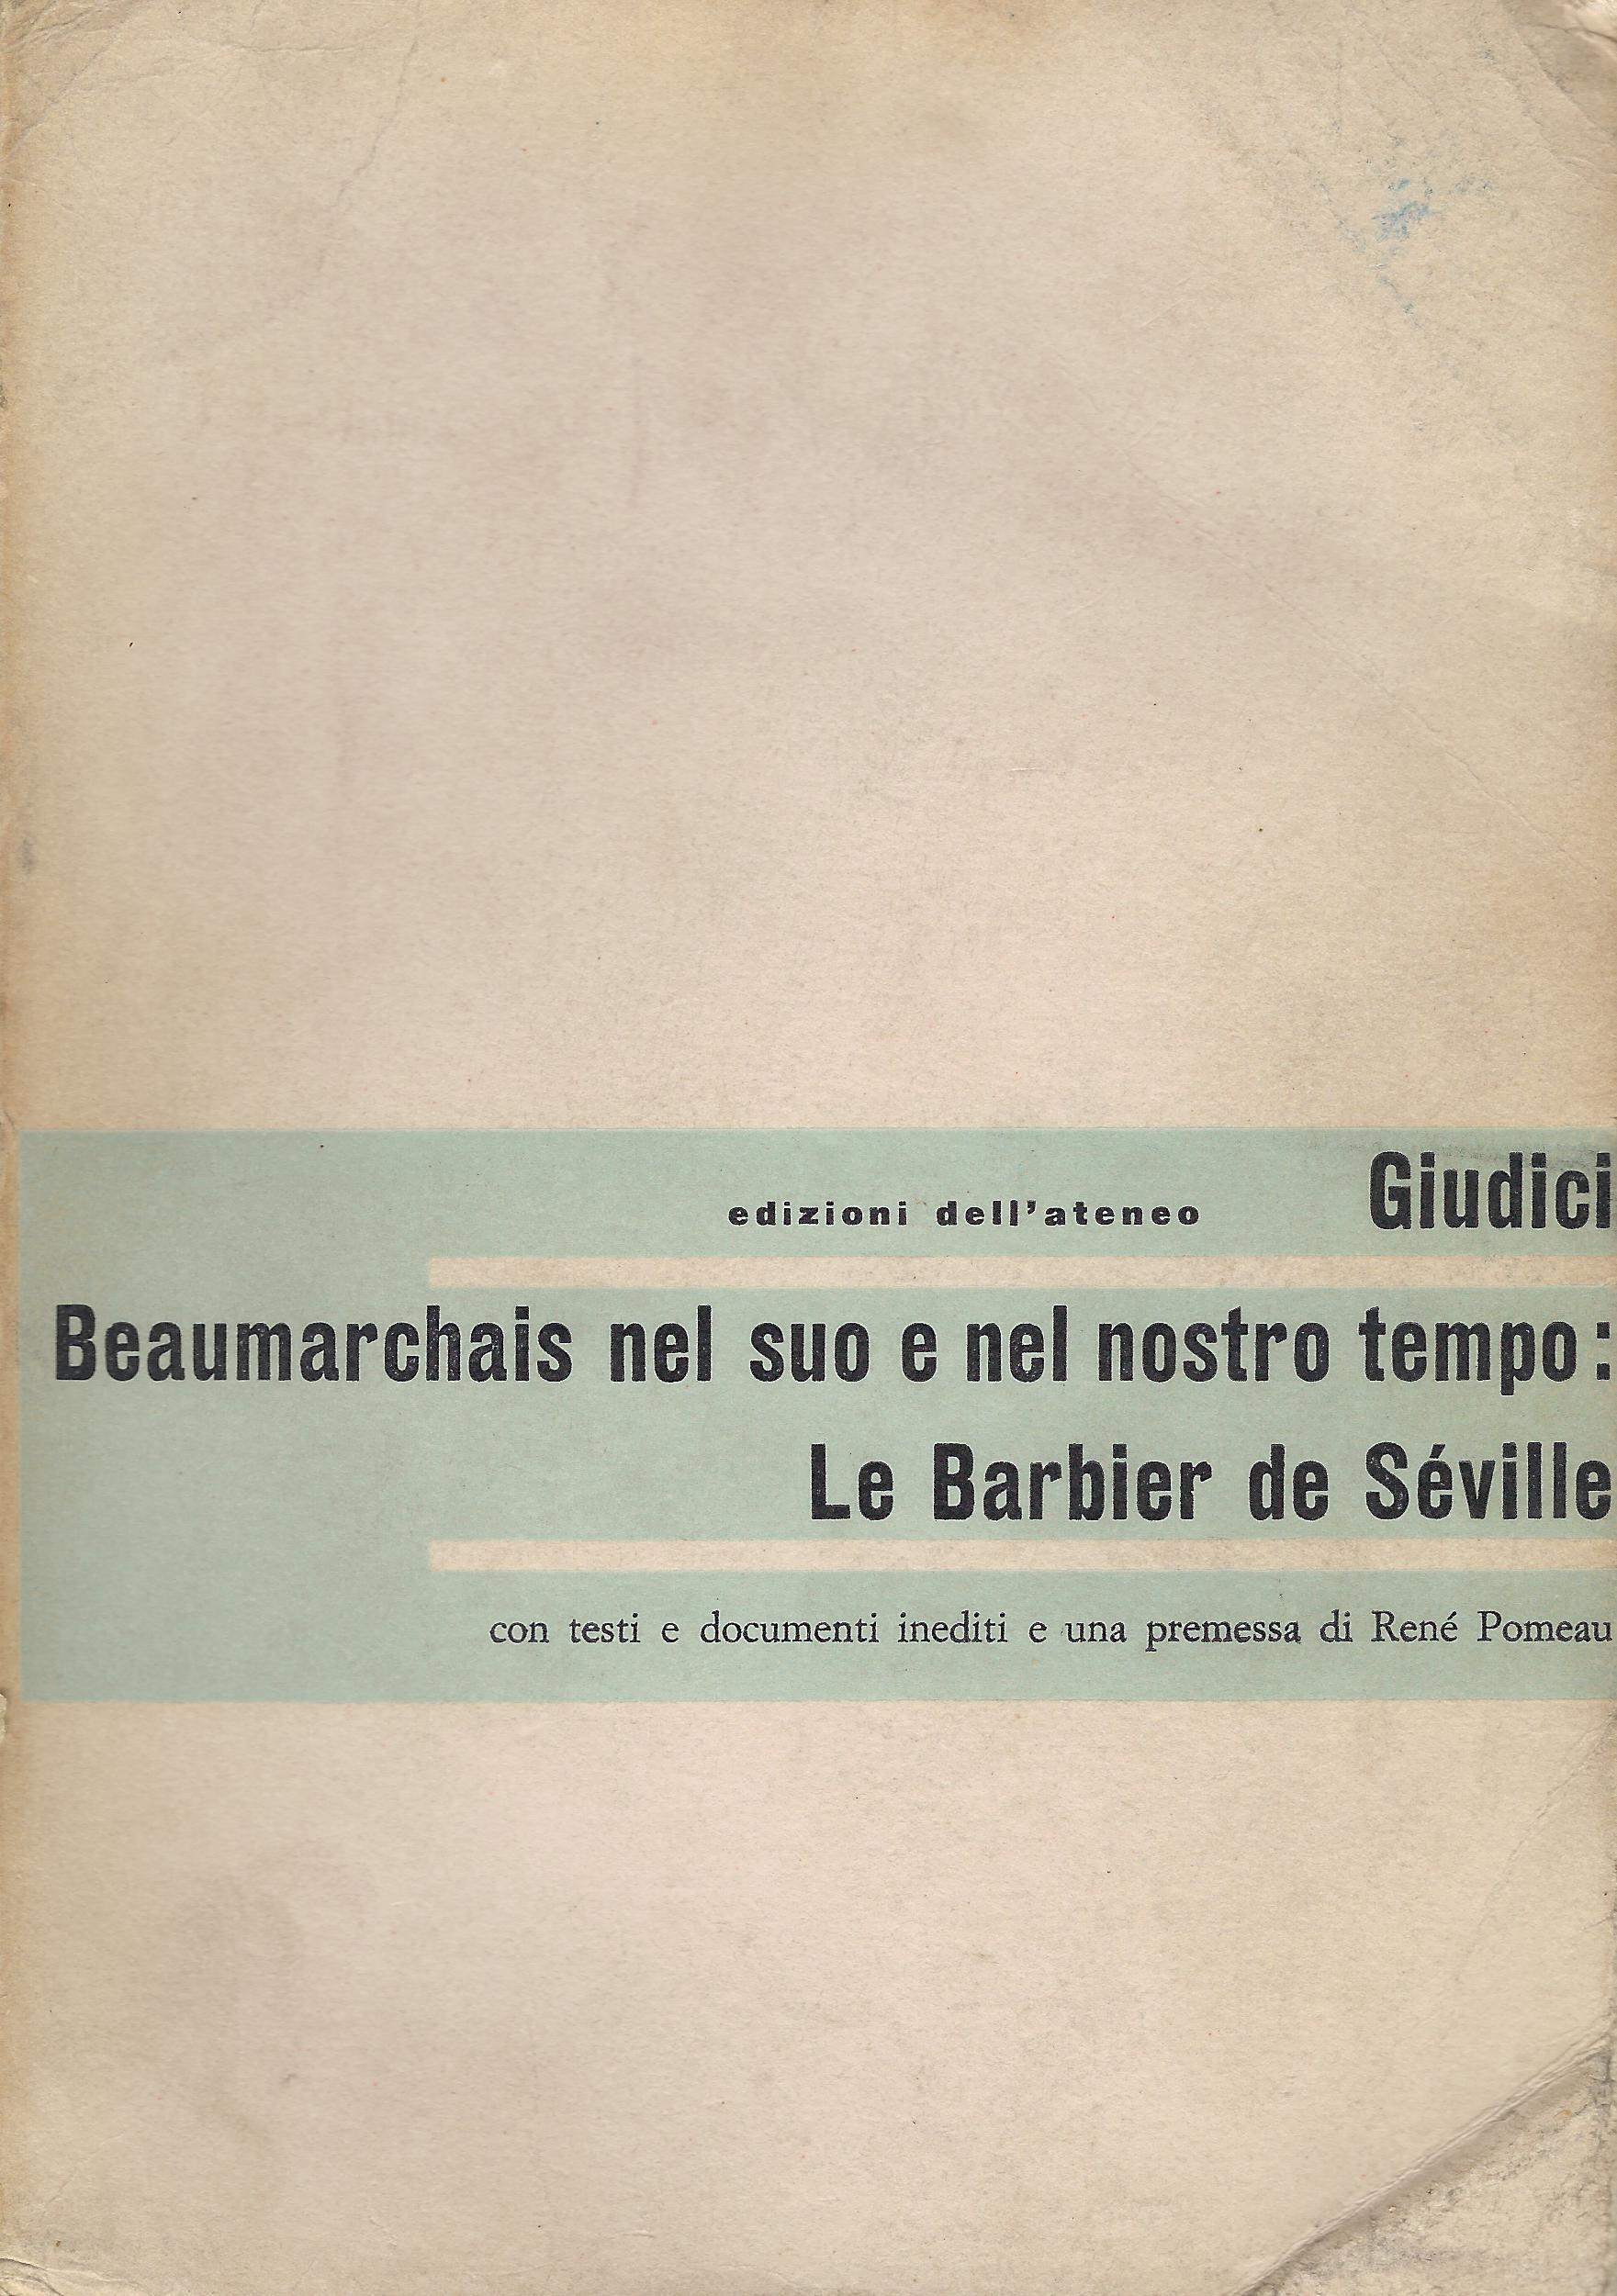 edizioni dell'ateneo Giudici
Beaumarchais nel suo e nel nostro tempo:
Le Barbier de Séville
con testi e documenti inediti e una premessa di René Pomeau